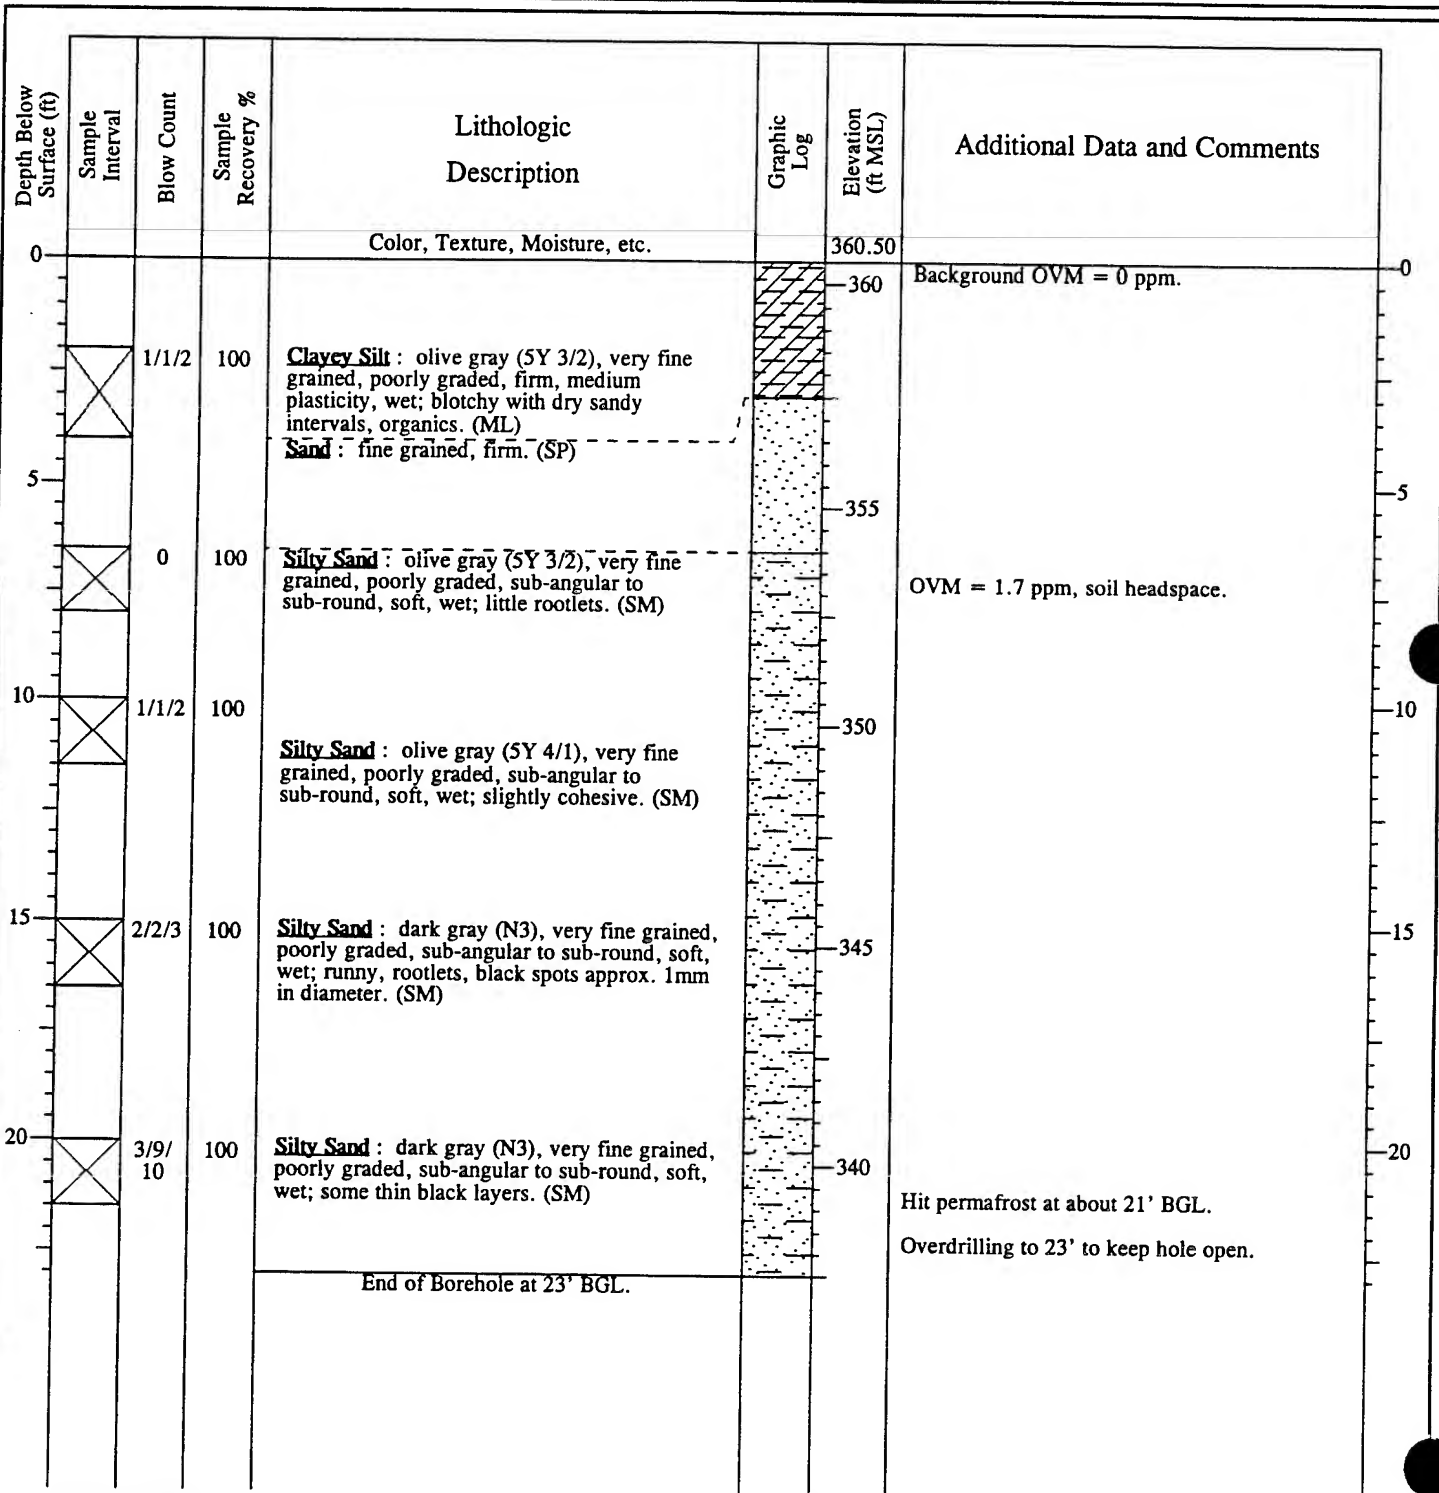 Depth Below
Surface (ft)
Sample
Interval
Blow Count
Sample
Recovery %
Lithologic
Description
Graphic
Log
Elevation
(ft MSL)
Additional Data and Comments
Color, Texture, Moisture, etc.
360.50
0
0
360
Background OVM = 0 ppm.
1/1/2 100 Clayey Silt : olive gray (5Y 3/2), very fine
grained, poorly graded, firm, medium
plasticity, wet; blotchy with dry sandy
intervals, organics. (ML)
Sand : fine grained, firm. (SP)
5
5
355
0 100 Silty Sand : olive gray (5Y 3/2), very fine
grained, poorly graded, sub-angular to
sub-round, soft, wet; little rootlets. (SM)
OVM = 1.7 ppm, soil headspace.
10
1/1/2 100
10
350
Silty Sand : olive gray (5Y 4/1), very fine
grained, poorly graded, sub-angular to
sub-round, soft, wet; slightly cohesive. (SM)
15
2/2/3 100 Silty Sand : dark gray (N3), very fine grained,
poorly graded, sub-angular to sub-round, soft,
wet; runny, rootlets, black spots approx. 1mm
in diameter. (SM)
15
345
20
3/9/
10
100 Silty Sand : dark gray (N3), very fine grained,
poorly graded, sub-angular to sub-round, soft,
wet; some thin black layers. (SM)
20
340
Hit permafrost at about 21' BGL.
Overdrilling to 23' to keep hole open.
End of Borehole at 23' BGL.